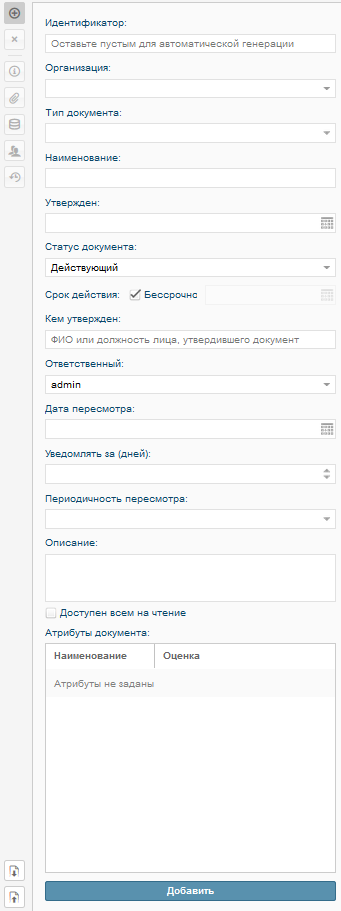 Идентификатор:
Оставьте пустым для автоматической генерации
Организация:
Тип документа:
Наименование:
Утвержден:
Статус документа:
Действующий
Срок действия: Бессрочно
Кем утвержден:
ФИО или должность лица, утвердившего документ
Ответственный:
admin
Дата пересмотра:
Уведомлять за (дней):
Периодичность пересмотра:
Описание:
Доступен всем на чтение
Атрибуты документа:
Наименование Оценка
Атрибуты не заданы
Добавить